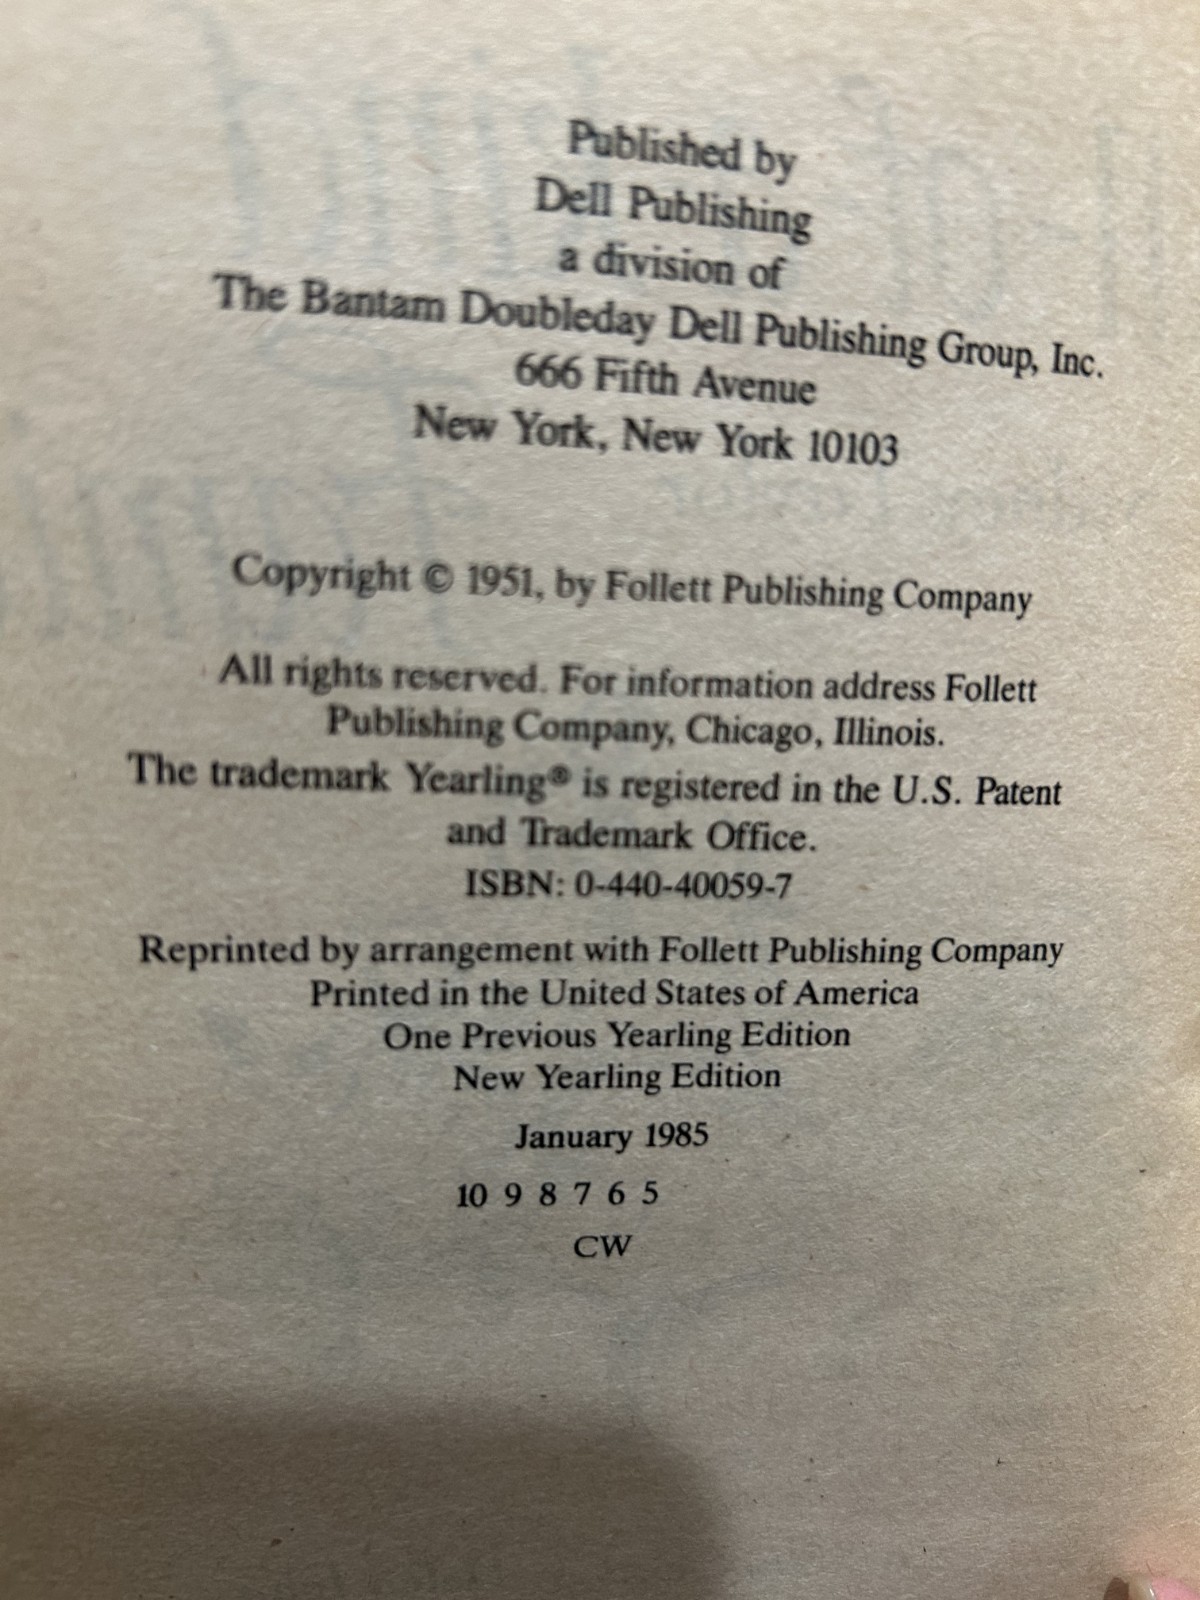 Published by
Dell Publishing
a division of
The Bantam Doubleday Dell Publishing Group, Inc.
666 Fifth Avenue
New York, New York 10103
Copyright © 1951, by Follett Publishing Company
All rights reserved. For information address Follett
Publishing Company, Chicago, Illinois.
The trademark Yearling® is registered in the U.S. Patent
and Trademark Office.
ISBN: 0-440-40059-7
Reprinted by arrangement with Follett Publishing Company
Printed in the United States of America
One Previous Yearling Edition
New Yearling Edition
January 1985
10 9 8 7 6 5
CW